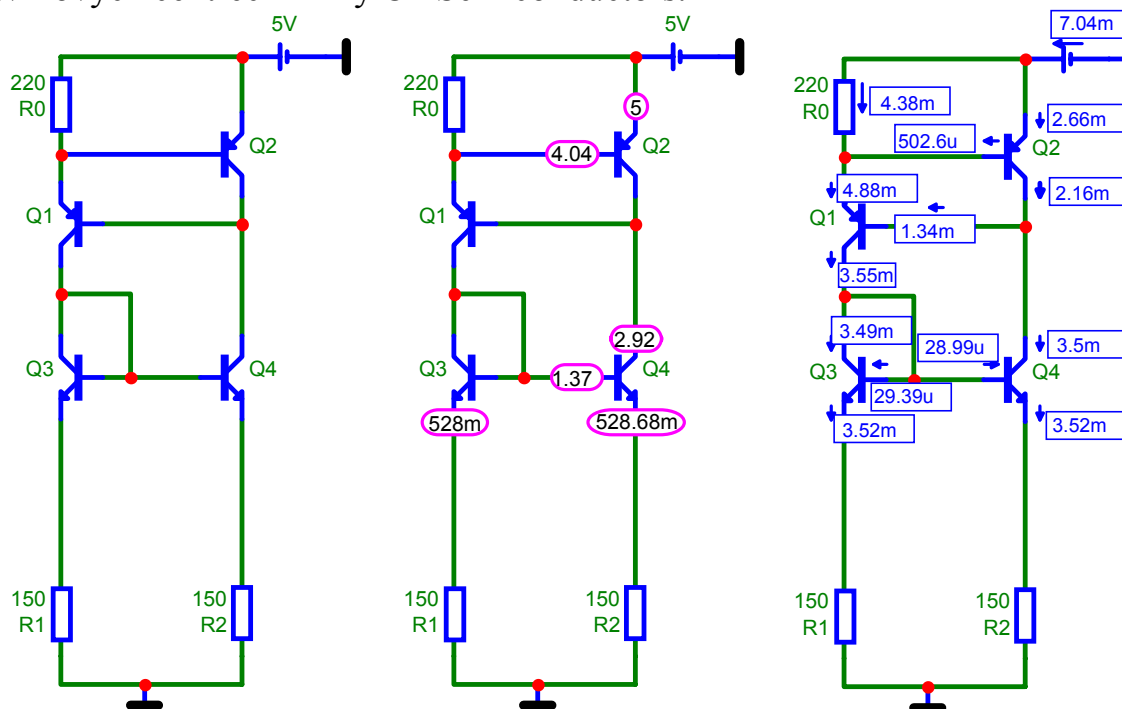 5V
220
R0
Q2
Q1
Q3
Q4
150
R1
150
R2
5V
220
R0
5
Q2
4.04
Q1
2.92
Q3
1.37
Q4
528m
528.68m
150
R1
150
R2
7.04m
220
R0
4.38m
2.66m
502.6u
Q2
4.88m
2.16m
Q1
1.34m
3.55m
3.49m
28.99u
3.5m
Q3
Q4
29.39u
3.52m
3.52m
150
R1
150
R2